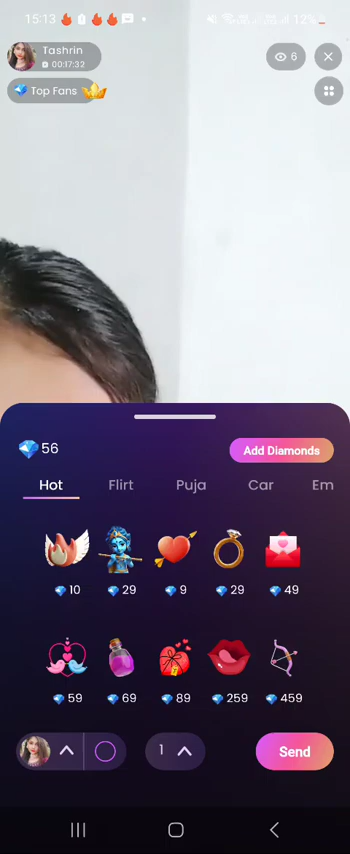 15:13 12%
Tashrin
00:17:32
6
Top Fans
56
Add Diamonds
Hot Flirt Puja Car Em
10 29 9 29 49
59 69 89 259 459
1
Send